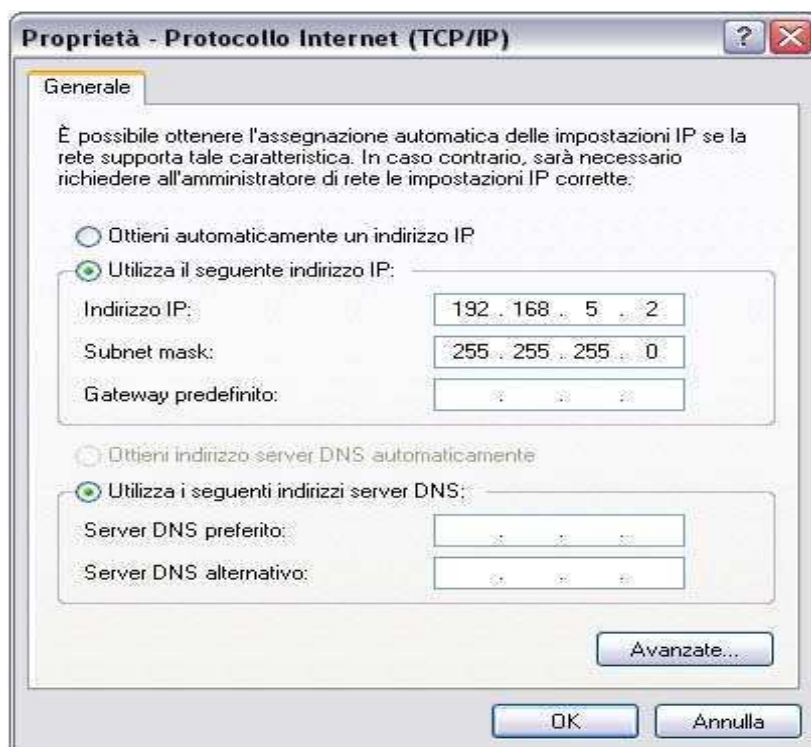 Proprietà - Protocollo Internet (TCP/IP)
Generale
È possibile ottenere l'assegnazione automatica delle impostazioni IP se la
rete supporta tale caratteristica. In caso contrario, sarà necessario
richiedere all'amministratore di rete le impostazioni IP corrette.
Ottieni automaticamente un indirizzo IP
Utilizza il seguente indirizzo IP:
Indirizzo IP: 192 . 168 . 5 . 2
Subnet mask: 255 . 255 . 255 . 0
Gateway predefinito: . . .
Ottieni indirizzo server DNS automaticamente
Utilizza i seguenti indirizzi server DNS:
Server DNS preferito: . . .
Server DNS alternativo: . . .
Avanzate...
OK Annulla